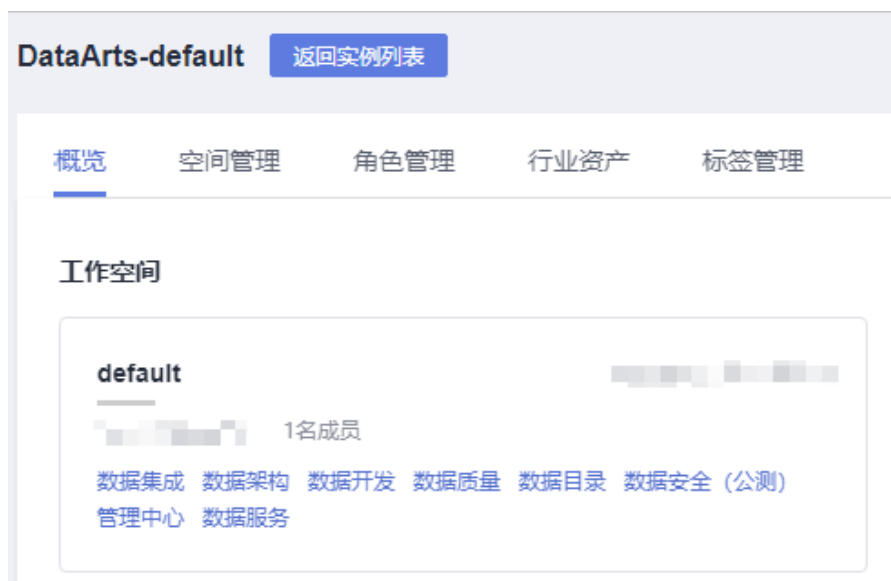 DataArts-default 返回实例列表
概览 空间管理 角色管理 行业资产 标签管理
工作空间
default
1名成员
数据集成 数据架构 数据开发 数据质量 数据目录 数据安全（公测）
管理中心 数据服务